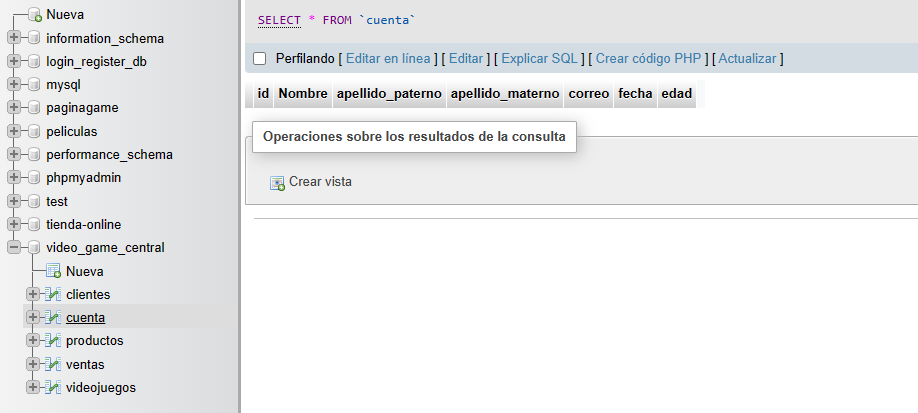 Nueva
information_schema
login_register_db
mysql
paginagame
peliculas
performance_schema
phpmyadmin
test
tienda-online
video_game_central
Nueva
clientes
cuenta
productos
ventas
videojuegos
SELECT * FROM `cuenta`
Perfilando [ Editar en línea ] [ Editar ] [ Explicar SQL ] [ Crear código PHP ] [ Actualizar ]
id Nombre apellido_paterno apellido_materno correo fecha edad
Operaciones sobre los resultados de la consulta
Crear vista